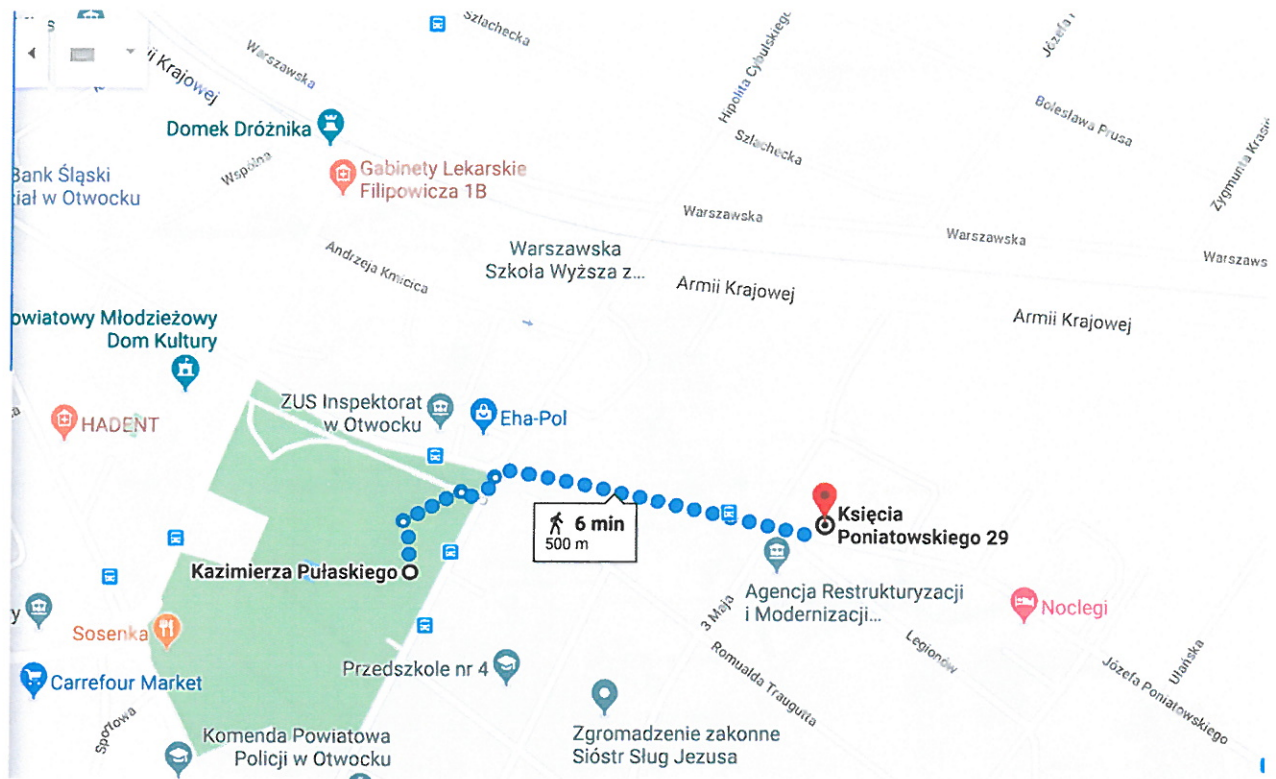 Szlachecka
Warszawska
Krajowej
Hipolita Cybulskiego
Józefa
Bolesława Prusa
Domek Dróżnika
Szlachecka
Wspólna
Gabinety Lekarskie
Filipowicza 1B
Bank Śląski
w Otwocku
Zygmunta
Warszawska
Warszawska
Warszawska
Szkoła Wyższa z...
Andrzeja Kmicica
Armii Krajowej
Armii Krajowej
Młodzieżowy
Dom Kultury
ZUS Inspektorat
w Otwocku
Eha-Pol
HADENT
6 min
500 m
Księcia
Poniatowskiego 29
Kazimierza Pułaskiego
Agencja Restrukturyzacji
i Modernizacji...
Noclegi
3 Maja
Sosenka
Legionów
Romualda Traugutta
Ułańska
Przedszkole nr 4
Józefa Poniatowskiego
Carrefour Market
Sportowa
Komenda Powiatowa
Policji w Otwocku
Zgromadzenie zakonne
Sióstr Sług Jezusa